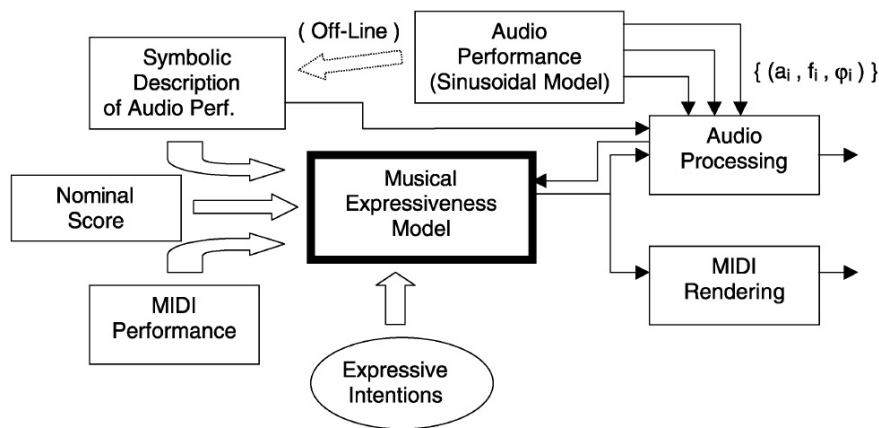 ( Off-Line )
Symbolic
Description
of Audio Perf.
Audio
Performance
(Sinusoidal Model)
{ (aᵢ , fᵢ , φᵢ ) }
Audio
Processing
Nominal
Score
Musical
Expressiveness
Model
MIDI
Performance
MIDI
Rendering
Expressive
Intentions